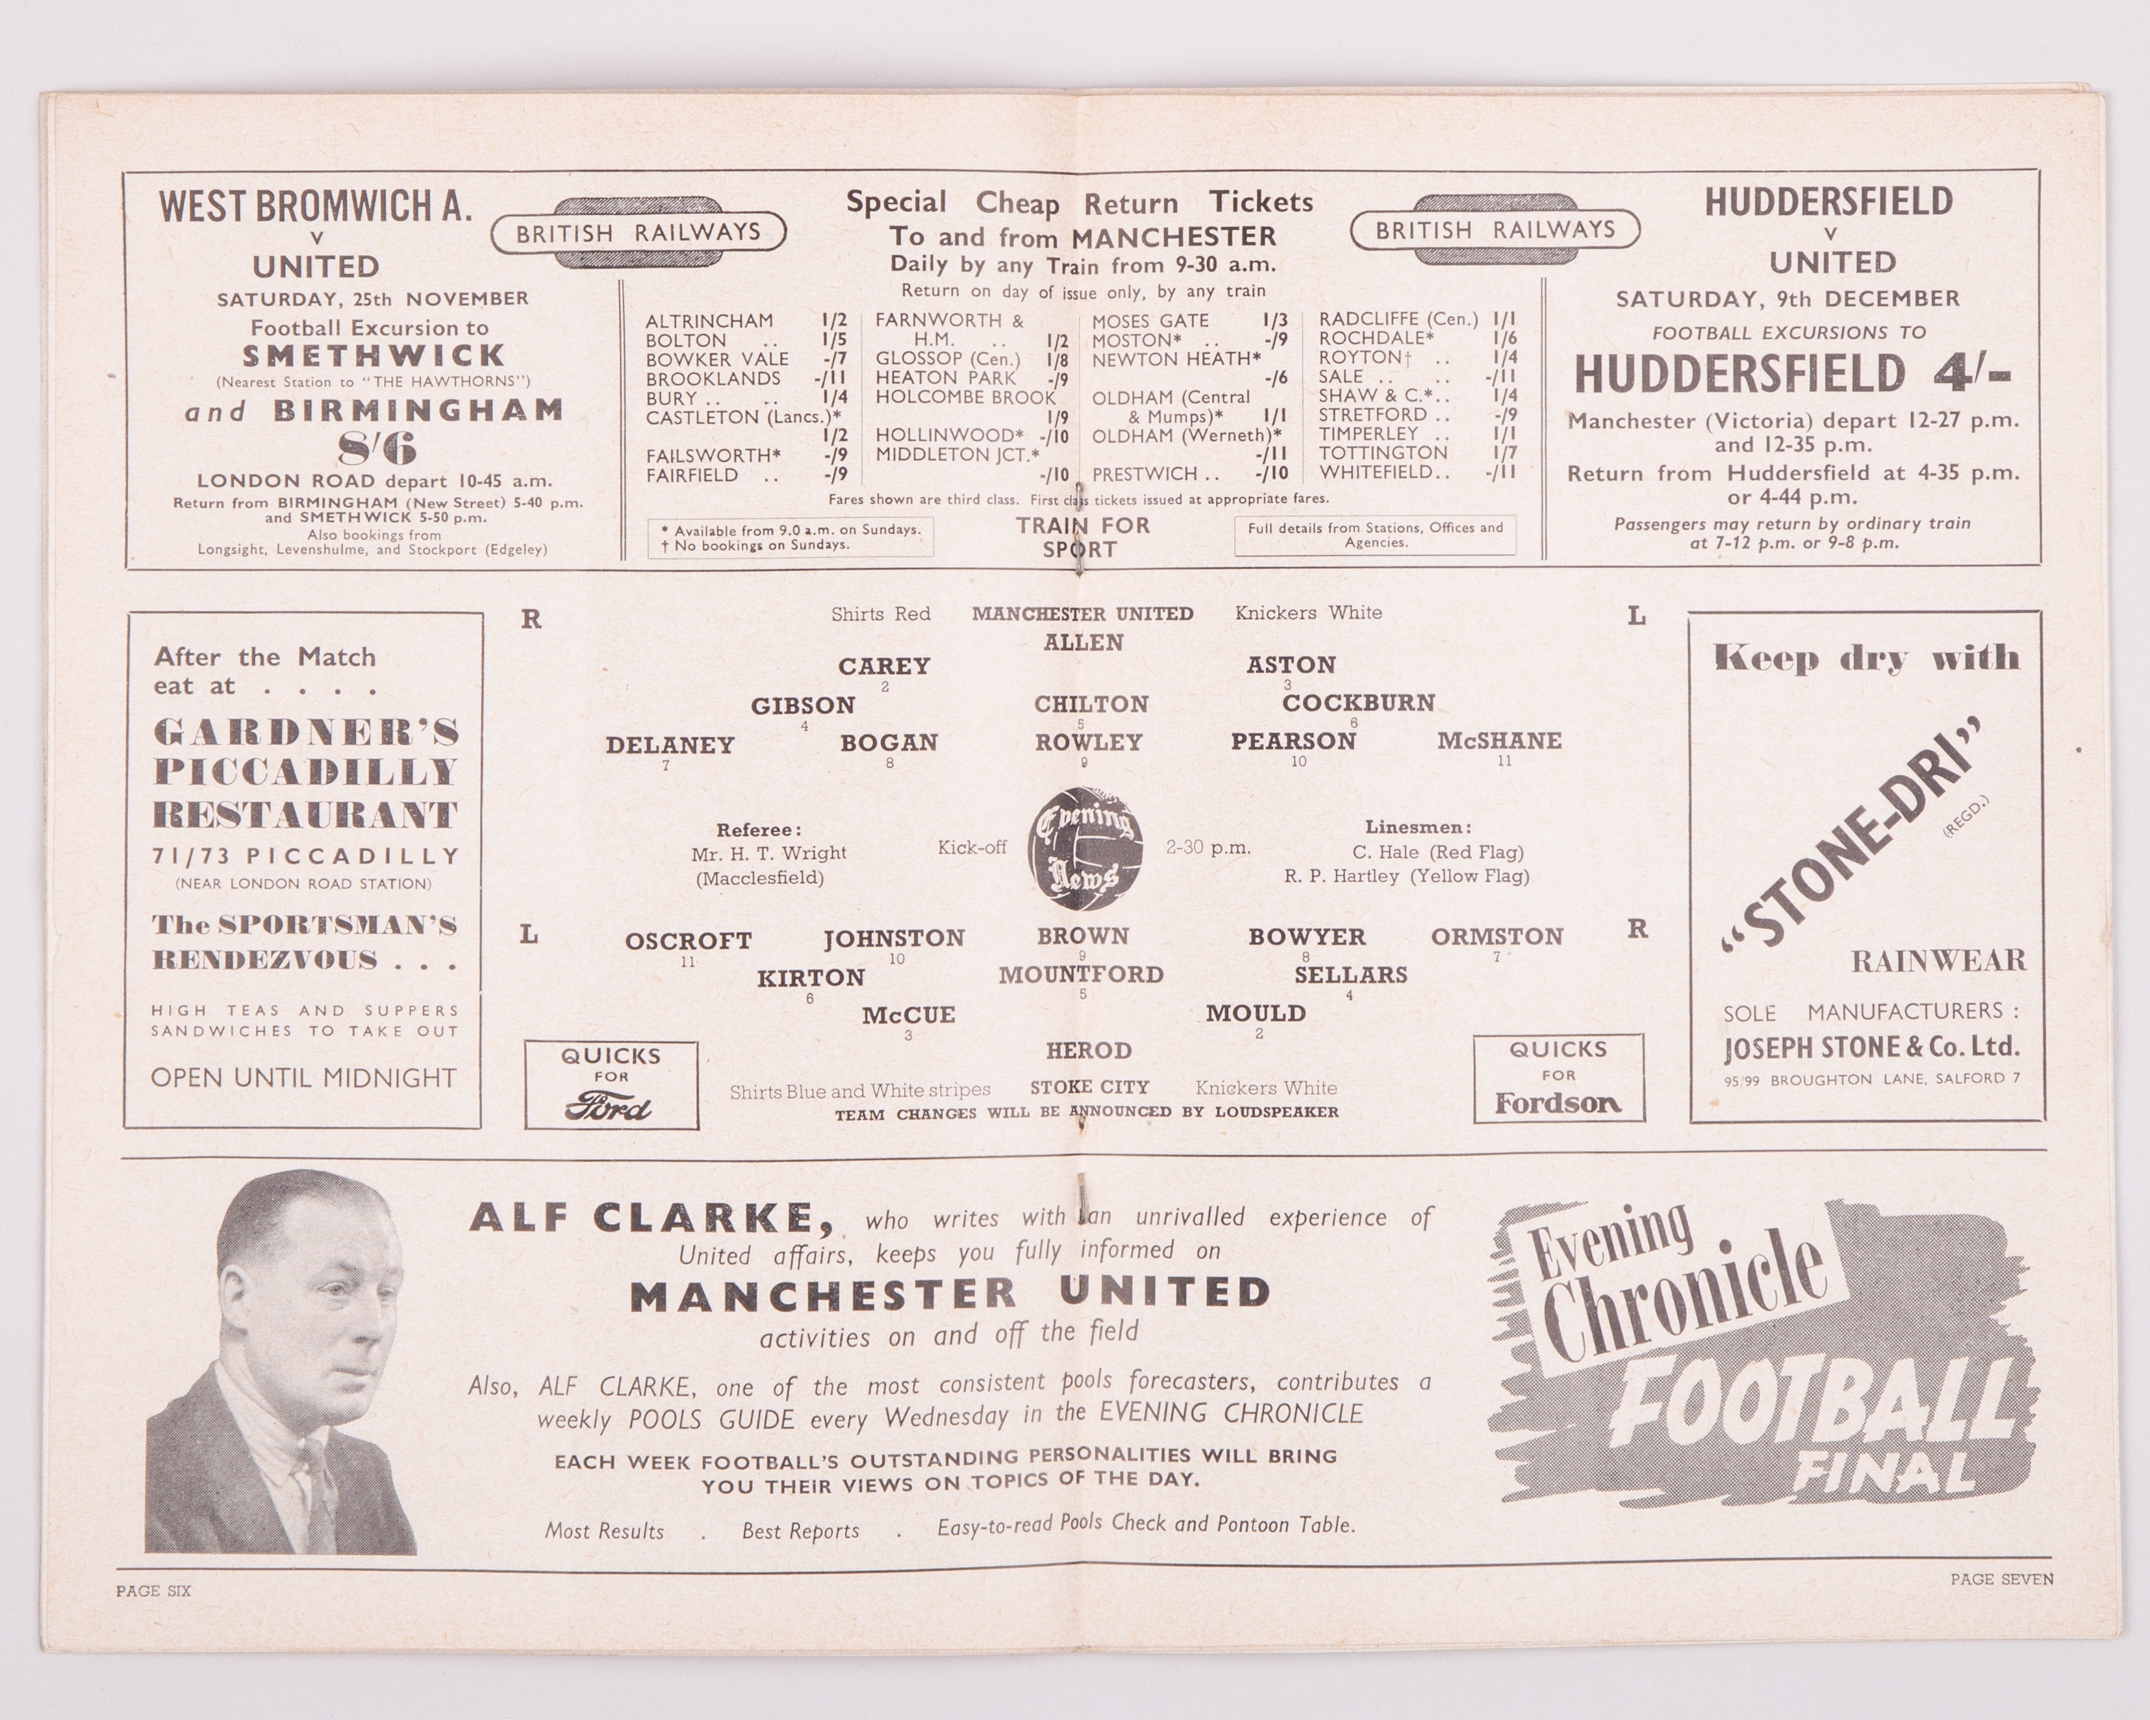 WEST BROMWICH A.
v
UNITED
SATURDAY, 25th NOVEMBER
Football Excursion to
SMETHWICK
(Nearest Station to "THE HAWTHORNS")
and BIRMINGHAM
8/6
LONDON ROAD depart 10-45 a.m.
Return from BIRMINGHAM (New Street) 5-40 p.m.
and SMETHWICK 5-50 p.m.
Also bookings from
Longsight, Levenshulme, and Stockport (Edgeley)
BRITISH RAILWAYS
Special Cheap Return Tickets
To and from MANCHESTER
Daily by any Train from 9-30 a.m.
Return on day of issue only, by any train
BRITISH RAILWAYS
ALTRINCHAM 1/2
BOLTON .. 1/5
BOWKER VALE -/7
BROOKLANDS -/11
BURY .. .. 1/4
CASTLETON (Lancs.)*
1/2
FAILSWORTH* -/9
FAIRFIELD .. -/9
FARNWORTH &
H.M. .. 1/2
GLOSSOP (Cen.) 1/8
HEATON PARK -/9
HOLCOMBE BROOK
1/9
HOLLINWOOD* -/10
MIDDLETON JCT.*
-/10
MOSES GATE 1/3
MOSTON* .. -/9
NEWTON HEATH*
-/6
OLDHAM (Central
& Mumps)* 1/1
OLDHAM (Werneth)*
-/11
PRESTWICH .. -/10
RADCLIFFE (Cen.) 1/1
ROCHDALE* 1/6
ROYTON† .. 1/4
SALE .. .. -/11
SHAW & C.*.. 1/4
STRETFORD .. -/9
TIMPERLEY .. 1/1
TOTTINGTON 1/7
WHITEFIELD.. -/11
Fares shown are third class. First class tickets issued at appropriate fares.
* Available from 9.0 a.m. on Sundays.
† No bookings on Sundays.
TRAIN FOR
SPORT
Full details from Stations, Offices and
Agencies.
HUDDERSFIELD
v
UNITED
SATURDAY, 9th DECEMBER
FOOTBALL EXCURSIONS TO
HUDDERSFIELD 4/-
Manchester (Victoria) depart 12-27 p.m.
and 12-35 p.m.
Return from Huddersfield at 4-35 p.m.
or 4-44 p.m.
Passengers may return by ordinary train
at 7-12 p.m. or 9-8 p.m.
After the Match
eat at . . . .
GARDNER'S
PICCADILLY
RESTAURANT
71/73 PICCADILLY
(NEAR LONDON ROAD STATION)
The SPORTSMAN'S
RENDEZVOUS . . .
HIGH TEAS AND SUPPERS
SANDWICHES TO TAKE OUT
OPEN UNTIL MIDNIGHT
R Shirts Red MANCHESTER UNITED Knickers White L
ALLEN
CAREY ASTON
2 3
GIBSON CHILTON COCKBURN
4 5 6
DELANEY BOGAN ROWLEY PEARSON McSHANE
7 8 9 10 11
Referee:
Mr. H. T. Wright
(Macclesfield)
Kick-off
Evening
News
2-30 p.m.
Linesmen:
C. Hale (Red Flag)
R. P. Hartley (Yellow Flag)
L R
OSCROFT JOHNSTON BROWN BOWYER ORMSTON
11 10 9 8 7
KIRTON MOUNTFORD SELLARS
6 5 4
McCUE MOULD
3 2
HEROD
Shirts Blue and White stripes STOKE CITY Knickers White
TEAM CHANGES WILL BE ANNOUNCED BY LOUDSPEAKER
QUICKS
FOR
Ford
QUICKS
FOR
Fordson
Keep dry with
"STONE-DRI"
(REGD.)
RAINWEAR
SOLE MANUFACTURERS :
JOSEPH STONE & Co. Ltd.
95/99 BROUGHTON LANE, SALFORD 7
ALF CLARKE, who writes with an unrivalled experience of
United affairs, keeps you fully informed on
MANCHESTER UNITED
activities on and off the field
Also, ALF CLARKE, one of the most consistent pools forecasters, contributes a
weekly POOLS GUIDE every Wednesday in the EVENING CHRONICLE
EACH WEEK FOOTBALL'S OUTSTANDING PERSONALITIES WILL BRING
YOU THEIR VIEWS ON TOPICS OF THE DAY.
Most Results . Best Reports . Easy-to-read Pools Check and Pontoon Table.
Evening
Chronicle
FOOTBALL
FINAL
PAGE SIX
PAGE SEVEN